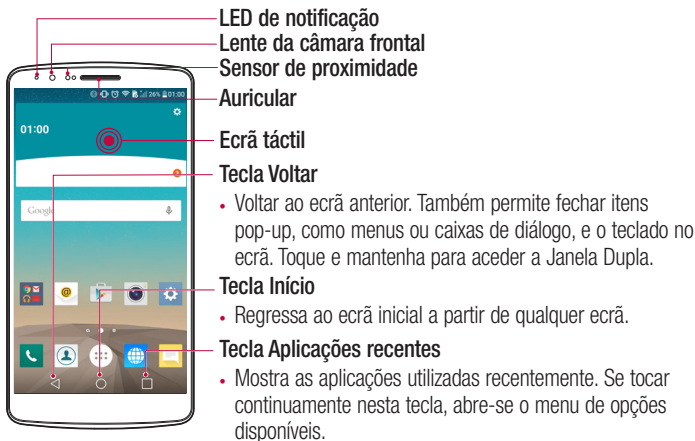 LED de notificação
Lente da câmara frontal
Sensor de proximidade
Auricular
26% 01:00
01:00
Ecrã táctil
Tecla Voltar
• Voltar ao ecrã anterior. Também permite fechar itens
pop-up, como menus ou caixas de diálogo, e o teclado no
ecrã. Toque e mantenha para aceder a Janela Dupla.
Google
Tecla Início
• Regressa ao ecrã inicial a partir de qualquer ecrã.
Tecla Aplicações recentes
• Mostra as aplicações utilizadas recentemente. Se tocar
continuamente nesta tecla, abre-se o menu de opções
disponíveis.